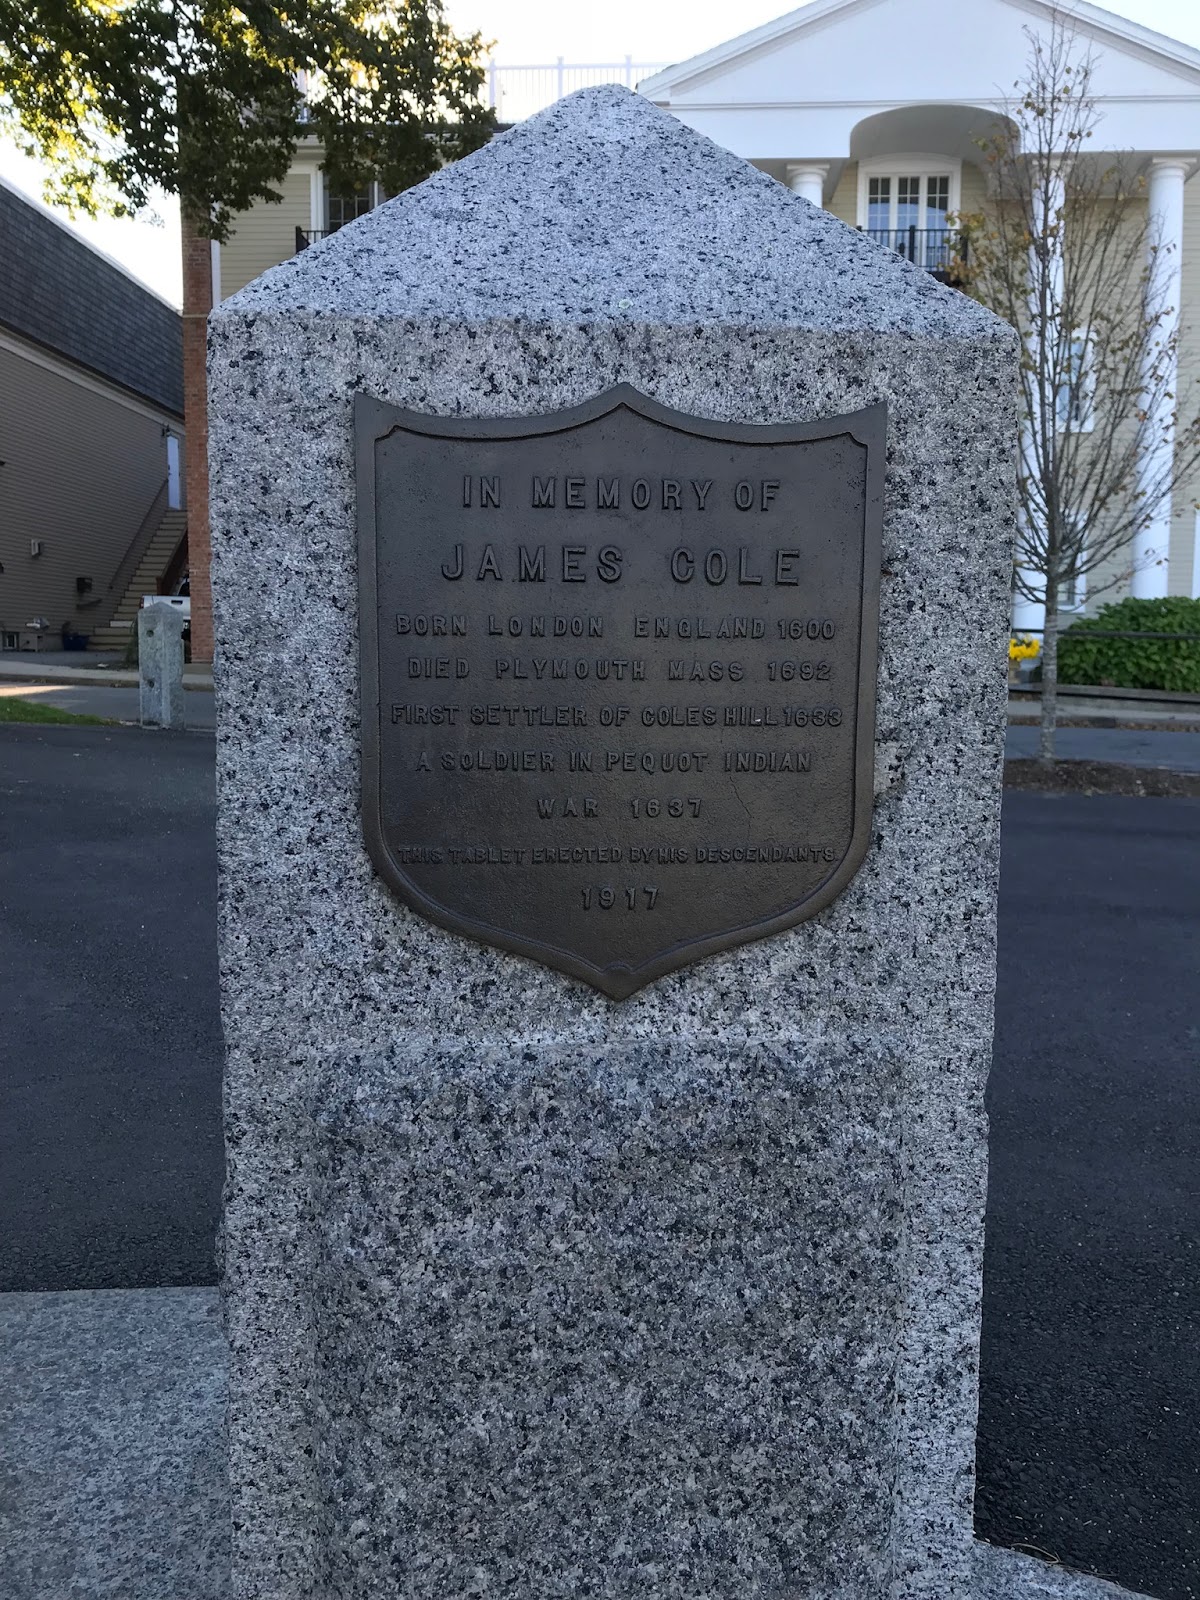 IN MEMORY OF
JAMES COLE
BORN LONDON ENGLAND 1600
DIED PLYMOUTH MASS 1692
FIRST SETTLER OF COLES HILL 1633
A SOLDIER IN PEQUOT INDIAN
WAR 1637
THIS TABLET ERECTED BY HIS DESCENDANTS
1917